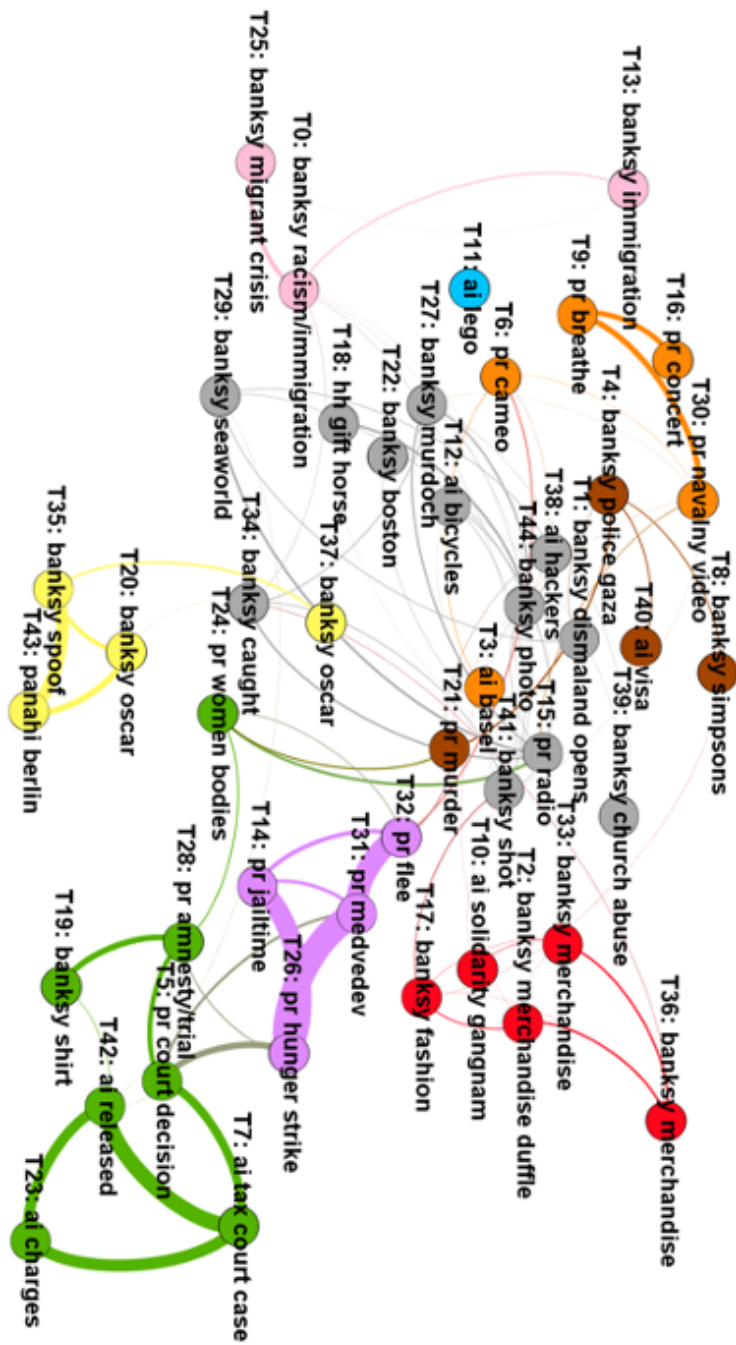 T8: banksy simpsons
T30: pr navalny video
T16: pr concert
T36: banksy merchandise
T40: ai visa
T13: banksy immigration
T39: banksy church abuse
T4: banksy police gaza
T9: pr breathe
T1: banksy dismaland opens
T33: banksy merchandise
T38: ai hackers
T15: pr radio
T44: banksy photo
T2: banksy merchandise duffle
T41: banksy shot
T6: pr cameo
T3: ai basel
T10: ai solidarity gangnam
T11: ai lego
T12: ai bicycles
T21: pr murder
T27: banksy murdoch
T17: banksy fashion
T32: pr flee
T22: banksy boston
T31: pr medvedev
T18: hh gift horse
T37: banksy oscar
T0: banksy racism/immigration
T26: pr hunger strike
T14: pr jailtime
T25: banksy migrant crisis
T34: banksy caught
T7: ai tax court case
T29: banksy seaworld
T24: pr women bodies
T28: pr amnesty/trial
T5: pr court decision
T20: banksy oscar
T42: ai released
T19: banksy shirt
T35: banksy spoof
T23: ai charges
T43: panahi berlin